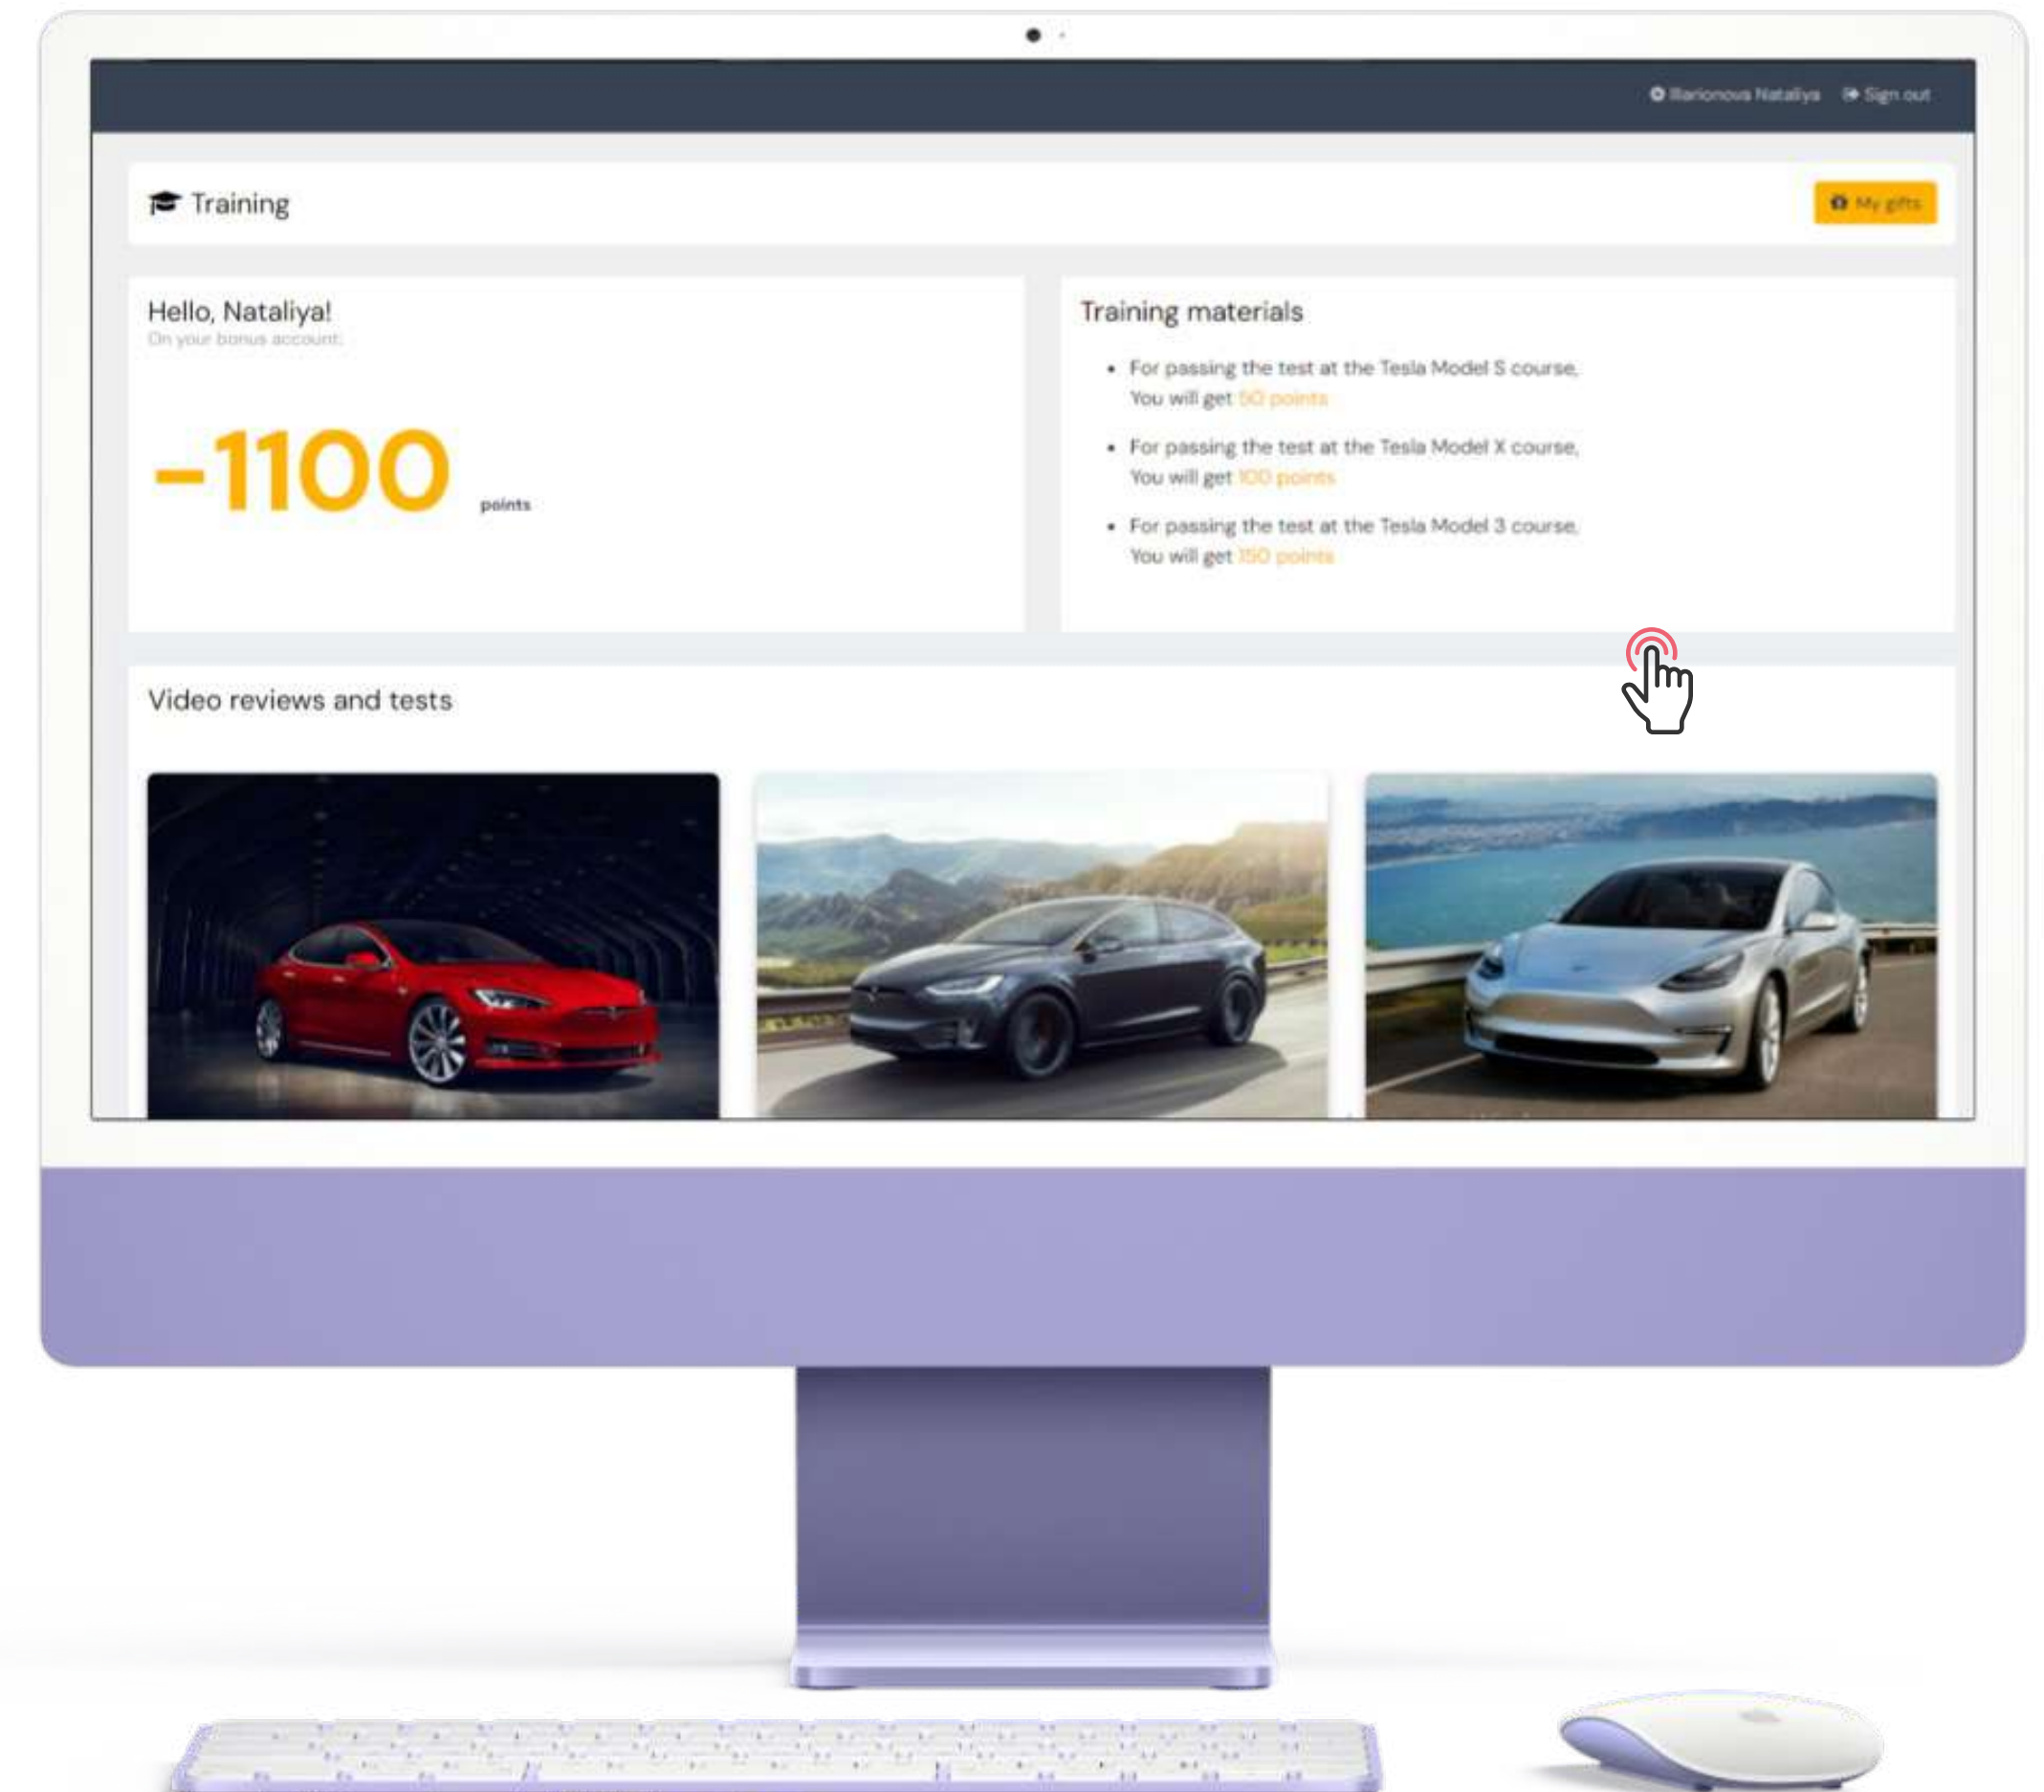 Illarionova Nataliya Sign out
Training
My gifts
Hello, Nataliya!
On your bonus account:
-1100 points
Training materials
• For passing the test at the Tesla Model S course,
You will get 50 points
• For passing the test at the Tesla Model X course,
You will get 100 points
• For passing the test at the Tesla Model 3 course,
You will get 150 points
Video reviews and tests